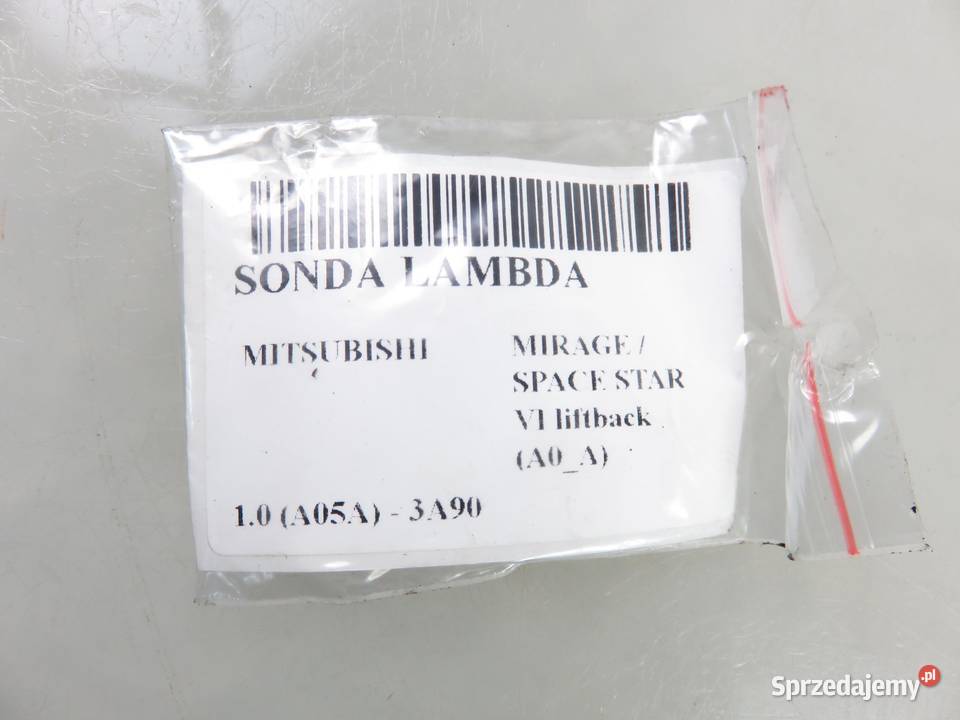 SONDA LAMBDA
MITSUBISHI
MIRAGE /
SPACE STAR
VI liftback
(A0_A)
1.0 (A05A) - 3A90
Sprzedajemy.pl